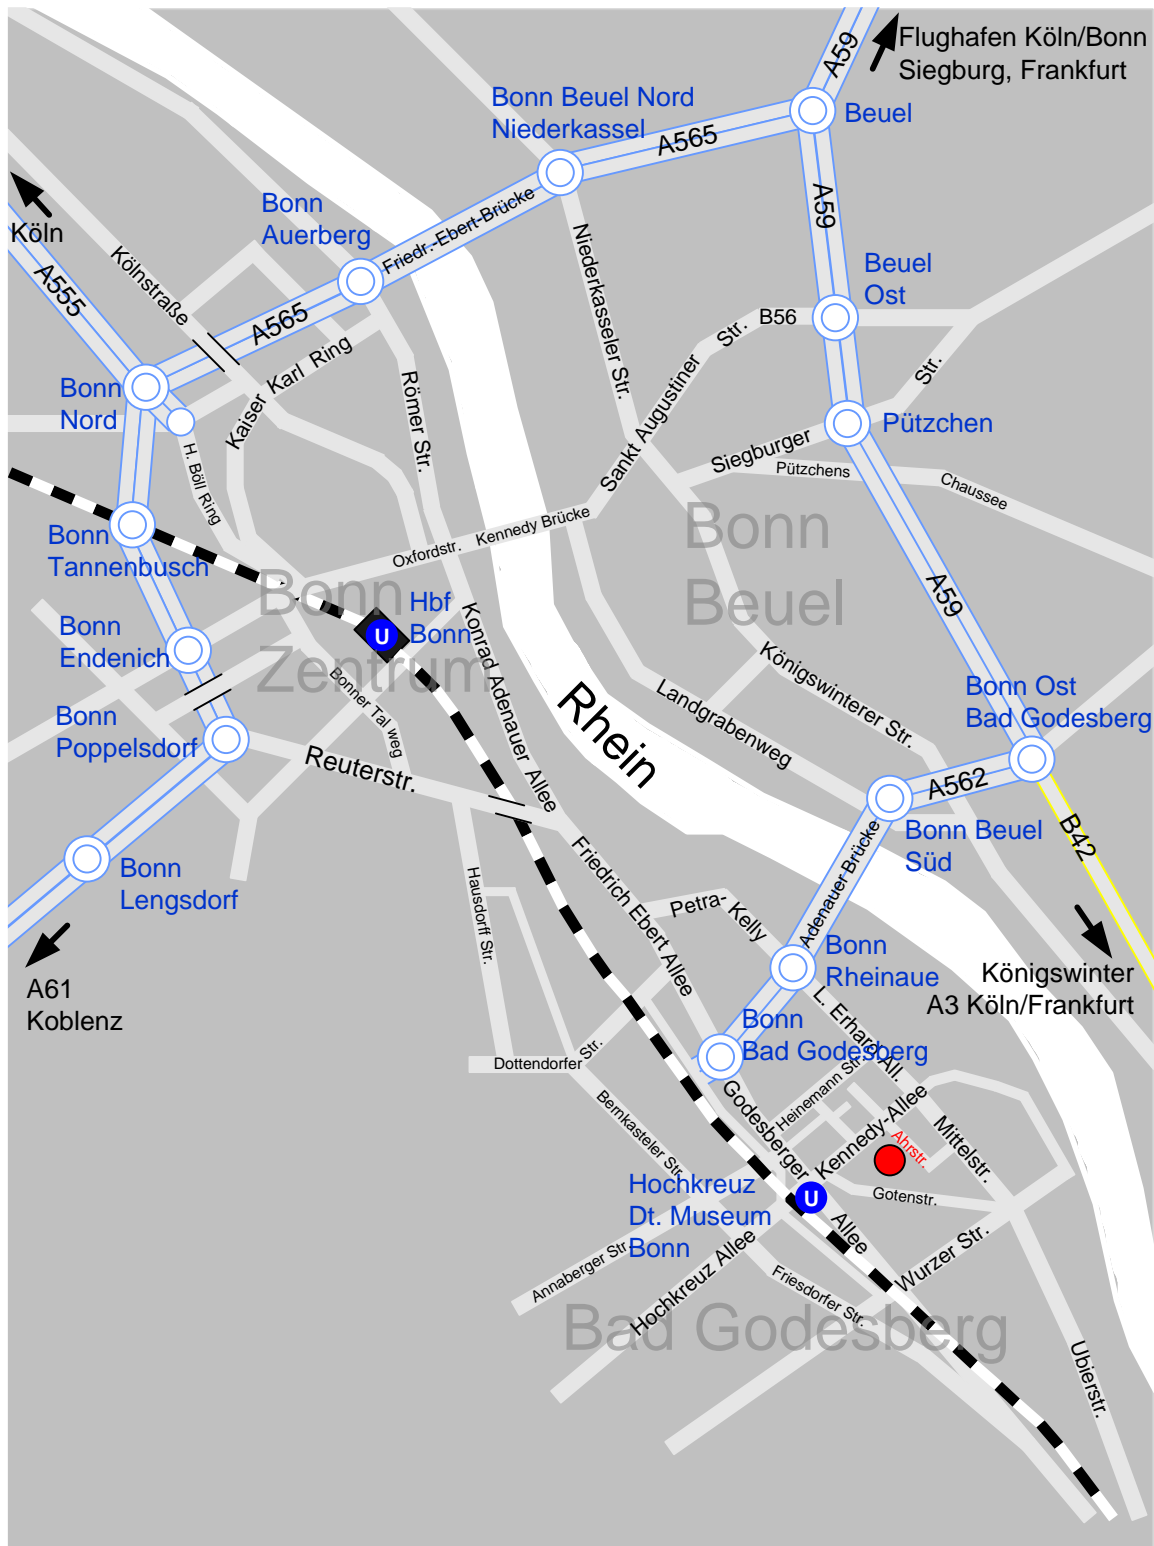 A59
Flughafen Köln/Bonn
Siegburg, Frankfurt
Bonn Beuel Nord
Niederkassel
A565
Beuel
Köln
Bonn
Auerberg
Friedr.-Ebert-Brücke
A59
A555
Kölnstraße
A565
Niederkasseler Str.
Beuel
Ost
Str.
B56
Kaiser Karl Ring
Römer Str.
Sankt Augustiner
Str.
Bonn
Nord
Pützchen
H. Böll Ring
Siegburger
Pützchens
Chaussee
Bonn
Tannenbusch
Oxfordstr.
Kennedy Brücke
Bonn
Beuel
A59
Bonn
Zentrum
Hbf
Bonn
U
Bonn
Endenich
Konrad Adenauer Allee
Königswinterer Str.
Landgrabenweg
Bonner Tal weg
Rhein
Bonn Ost
Bad Godesberg
Bonn
Poppelsdorf
Reuterstr.
A562
B42
Bonn Beuel
Süd
Adenauer Brücke
Bonn
Lengsdorf
Hausdorff Str.
Friedrich Ebert Allee
Petra-
Kelly
A61
Koblenz
Bonn
Rheinaue
Königswinter
A3 Köln/Frankfurt
L. Erhard All.
Bonn
Bad Godesberg
Dottendorfer
Str.
Heinemann Str.
Bernkasteler Str.
Godesberger
Allee
Kennedy-Allee
Ahrstr.
Mittelstr.
Gotenstr.
U
Hochkreuz
Dt. Museum
Bonn
Annaberger Str.
Hochkreuz Allee
Wurzer Str.
Friesdorfer Str.
Bad Godesberg
Ubierstr.